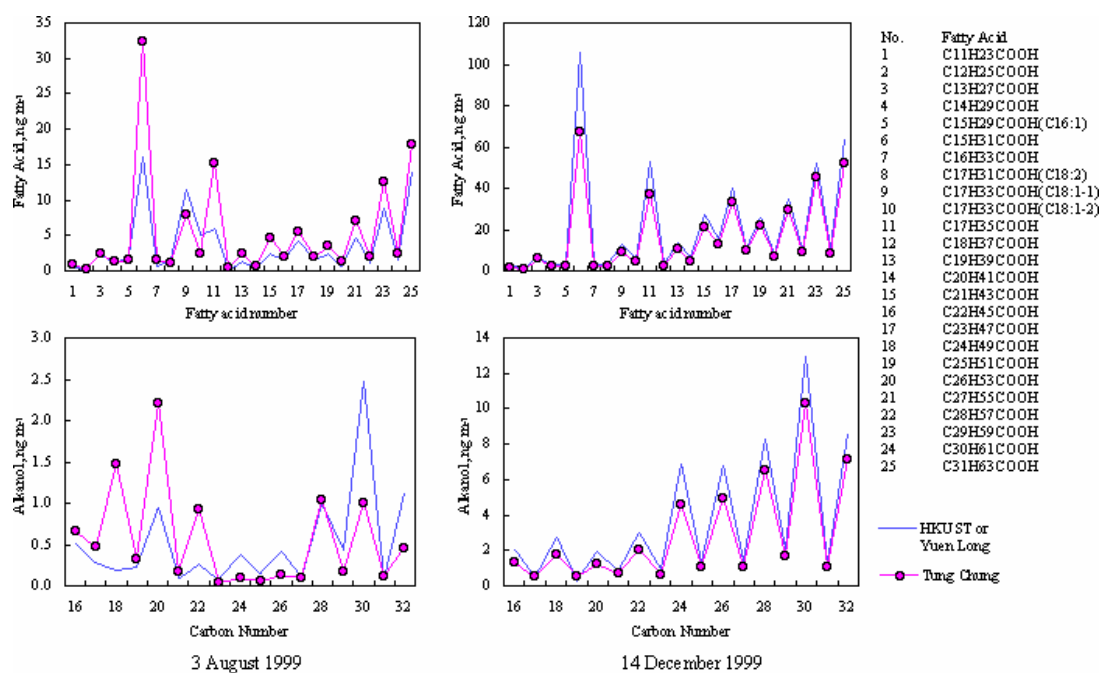 35
30
25
20
15
10
5
0
Fatty Acid, ng m-3
1 3 5 7 9 11 13 15 17 19 21 23 25
Fatty acid number
120
100
80
60
40
20
0
Fatty Acid, ng m-3
1 3 5 7 9 11 13 15 17 19 21 23 25
Fatty acid number
3.0
2.5
2.0
1.5
1.0
0.5
0.0
Alkanol, ng m-3
16 18 20 22 24 26 28 30 32
Carbon Number
3 August 1999
14
12
10
8
6
4
2
0
Alkanol, ng m-3
16 18 20 22 24 26 28 30 32
Carbon Number
14 December 1999
No. Fatty Acid
1 C11H23COOH
2 C12H25COOH
3 C13H27COOH
4 C14H29COOH
5 C15H29COOH(C16:1)
6 C15H31COOH
7 C16H33COOH
8 C17H31COOH(C18:2)
9 C17H33COOH(C18:1-1)
10 C17H33COOH(C18:1-2)
11 C17H35COOH
12 C18H37COOH
13 C19H39COOH
14 C20H41COOH
15 C21H43COOH
16 C22H45COOH
17 C23H47COOH
18 C24H49COOH
19 C25H51COOH
20 C26H53COOH
21 C27H55COOH
22 C28H57COOH
23 C29H59COOH
24 C30H61COOH
25 C31H63COOH
HKUST or
Yuen Long
Tung Chung